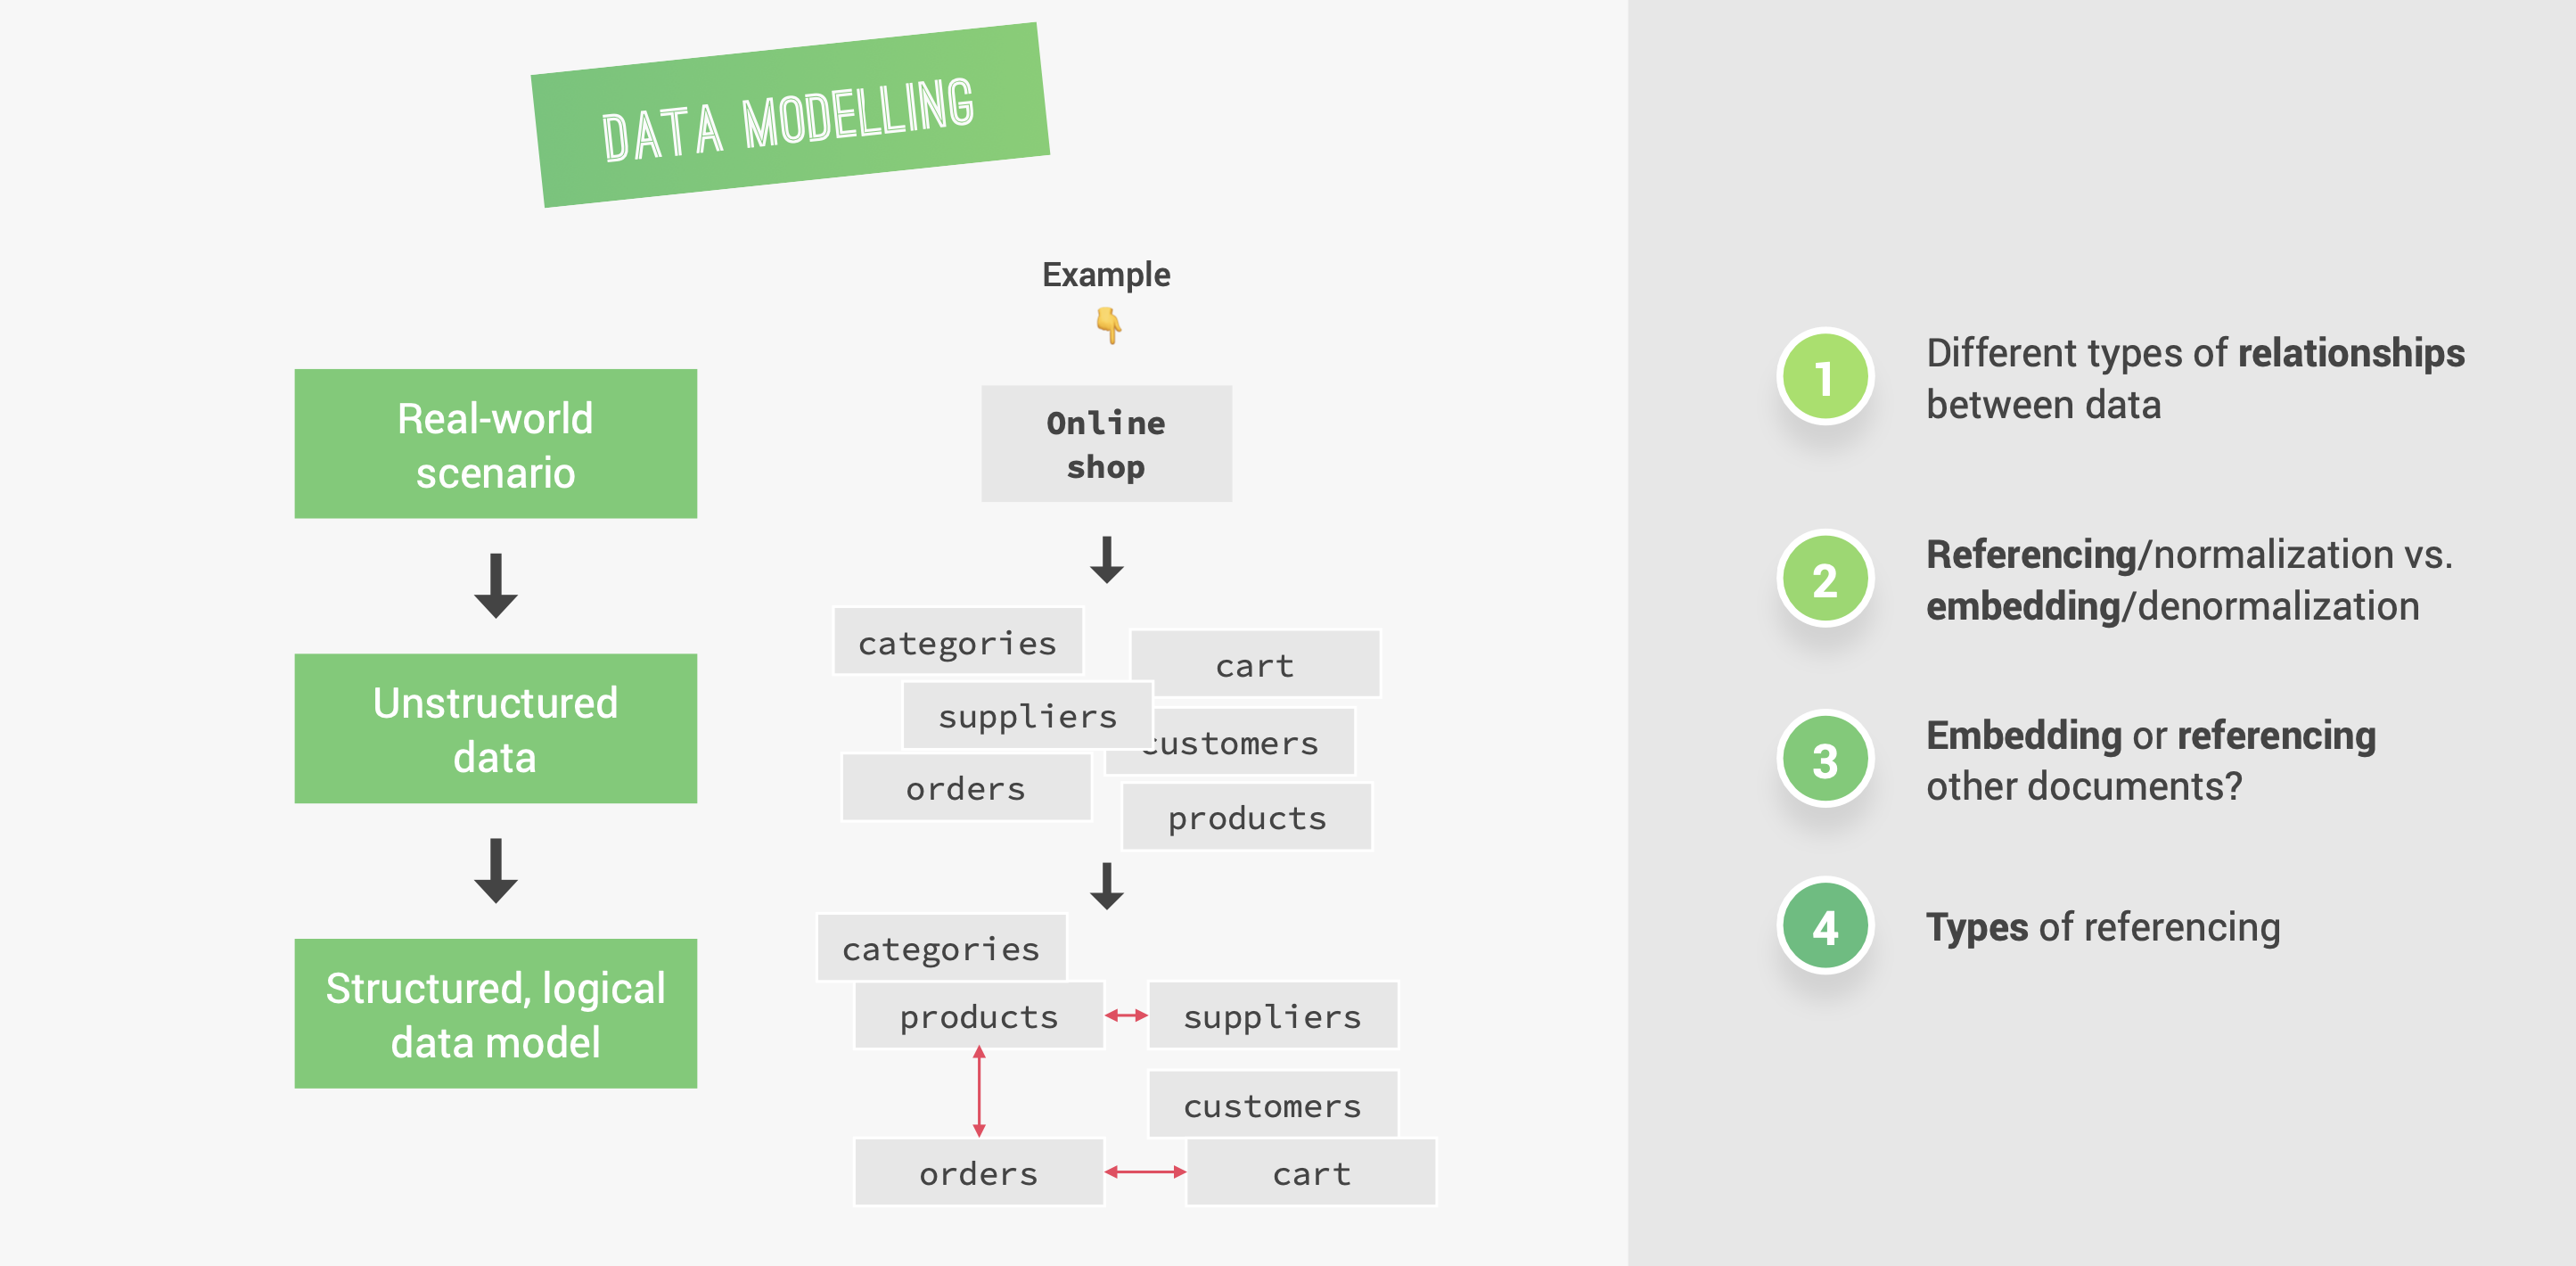 DATA MODELLING
Real-world
scenario
Unstructured
data
Structured, logical
data model
Example
Online
shop
categories
cart
suppliers
customers
orders
products
categories
products
suppliers
customers
orders
cart
1
Different types of relationships
between data
2
Referencing/normalization vs.
embedding/denormalization
3
Embedding or referencing
other documents?
4
Types of referencing